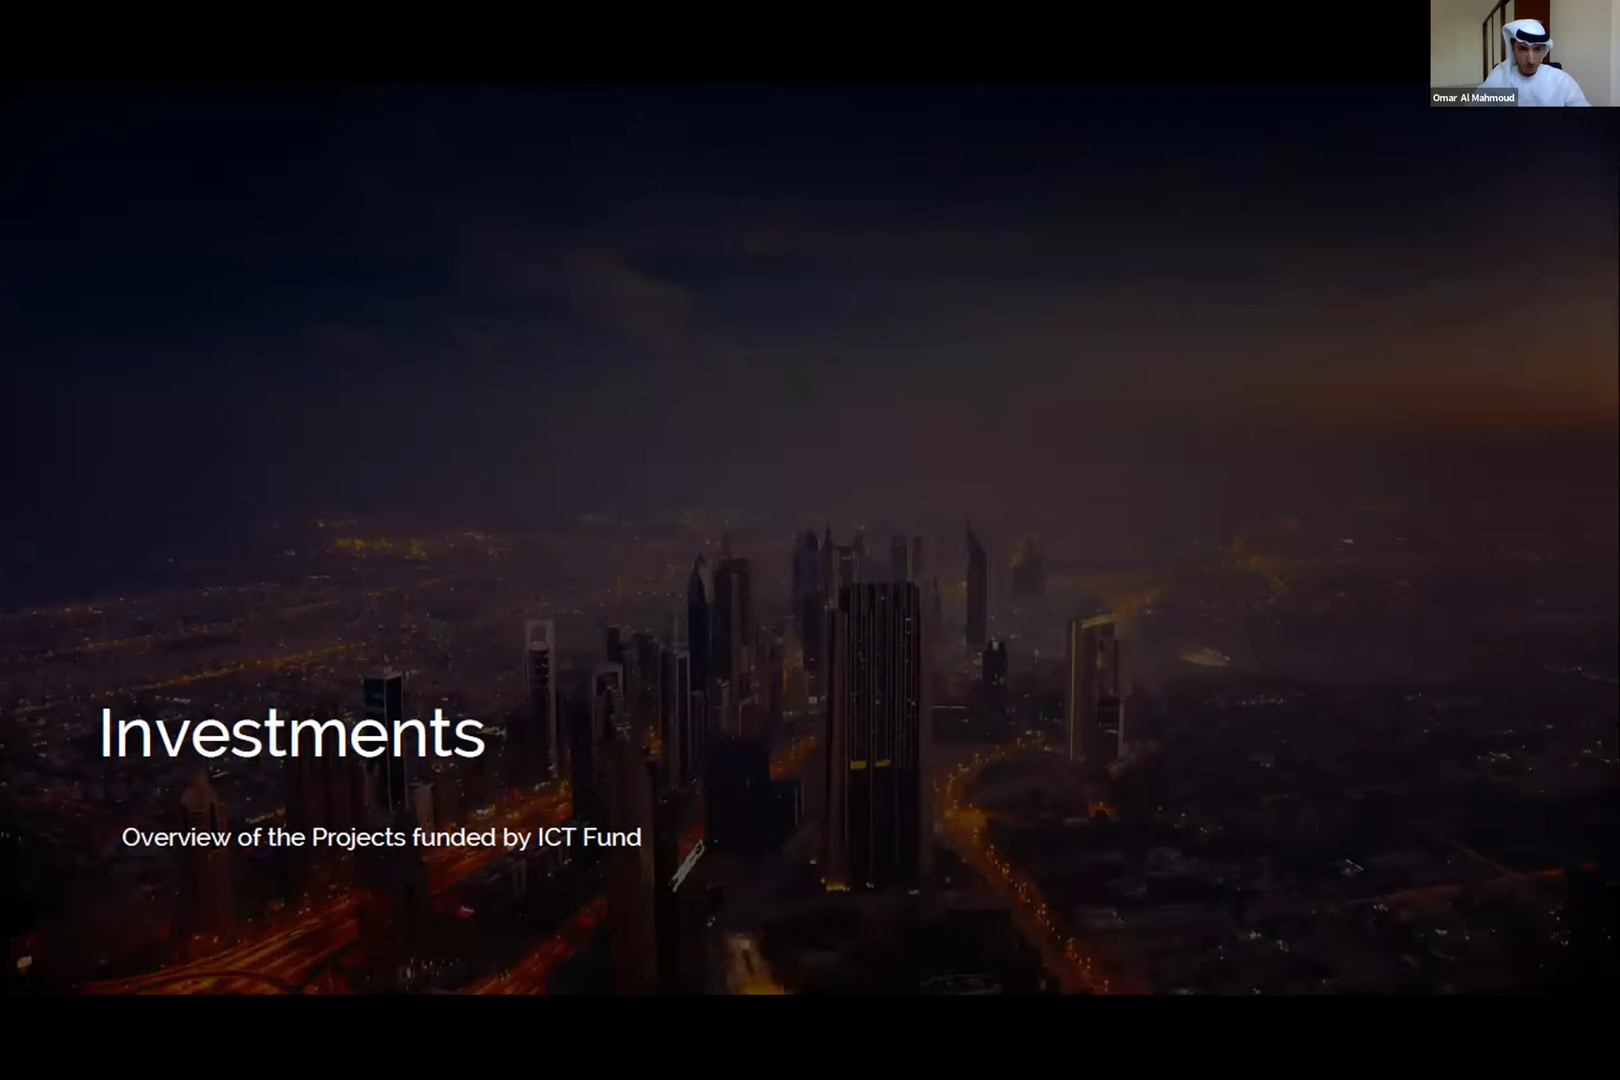 Omar Al Mahmoud
Investments
Overview of the Projects funded by ICT Fund